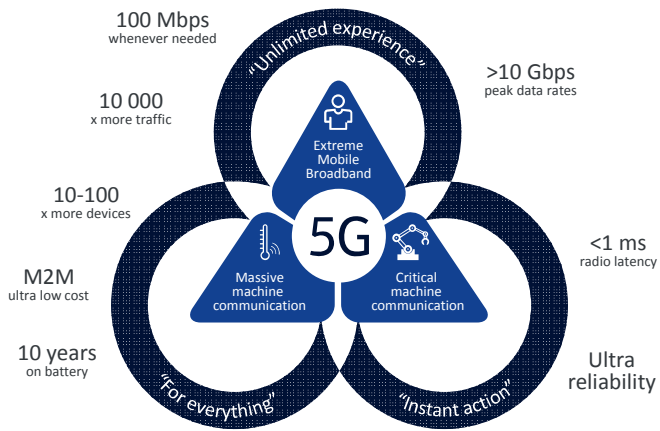 100 Mbps
whenever needed
"Unlimited experience"
>10 Gbps
peak data rates
10 000
x more traffic
Extreme
Mobile
Broadband
10-100
x more devices
5G
<1 ms
radio latency
M2M
ultra low cost
Massive
machine
communication
Critical
machine
communication
10 years
on battery
Ultra
reliability
"For everything"
"Instant action"